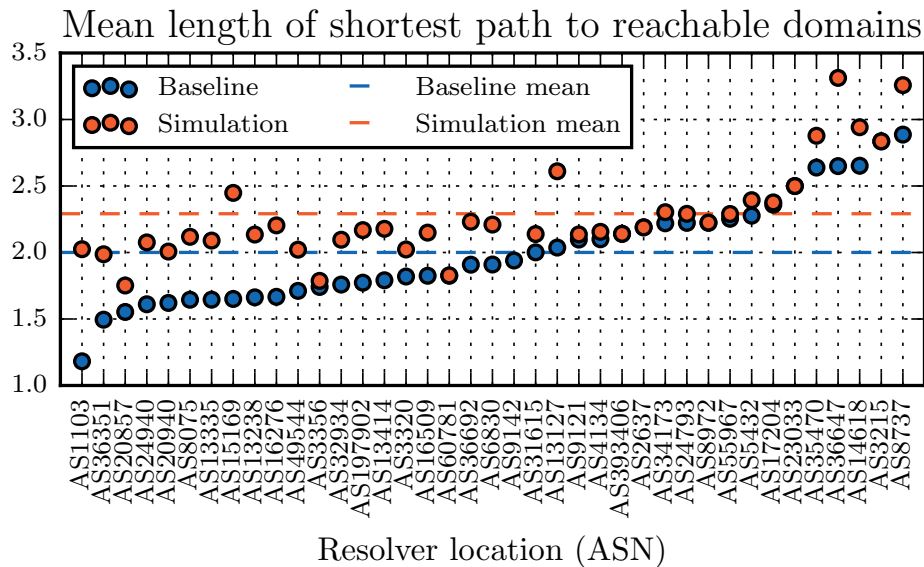 Mean length of shortest path to reachable domains
3.5
3.0
2.5
2.0
1.5
1.0
Baseline
Baseline mean
Simulation
Simulation mean
AS1103
AS36351
AS20857
AS24940
AS20940
AS8075
AS13335
AS15169
AS13238
AS16276
AS49544
AS3356
AS32934
AS197902
AS13414
AS3320
AS16509
AS60781
AS36692
AS6830
AS9142
AS31615
AS13127
AS9121
AS4134
AS393406
AS2637
AS34173
AS24793
AS8972
AS55967
AS5432
AS17204
AS23033
AS35470
AS36647
AS14618
AS3215
AS8737
Resolver location (ASN)